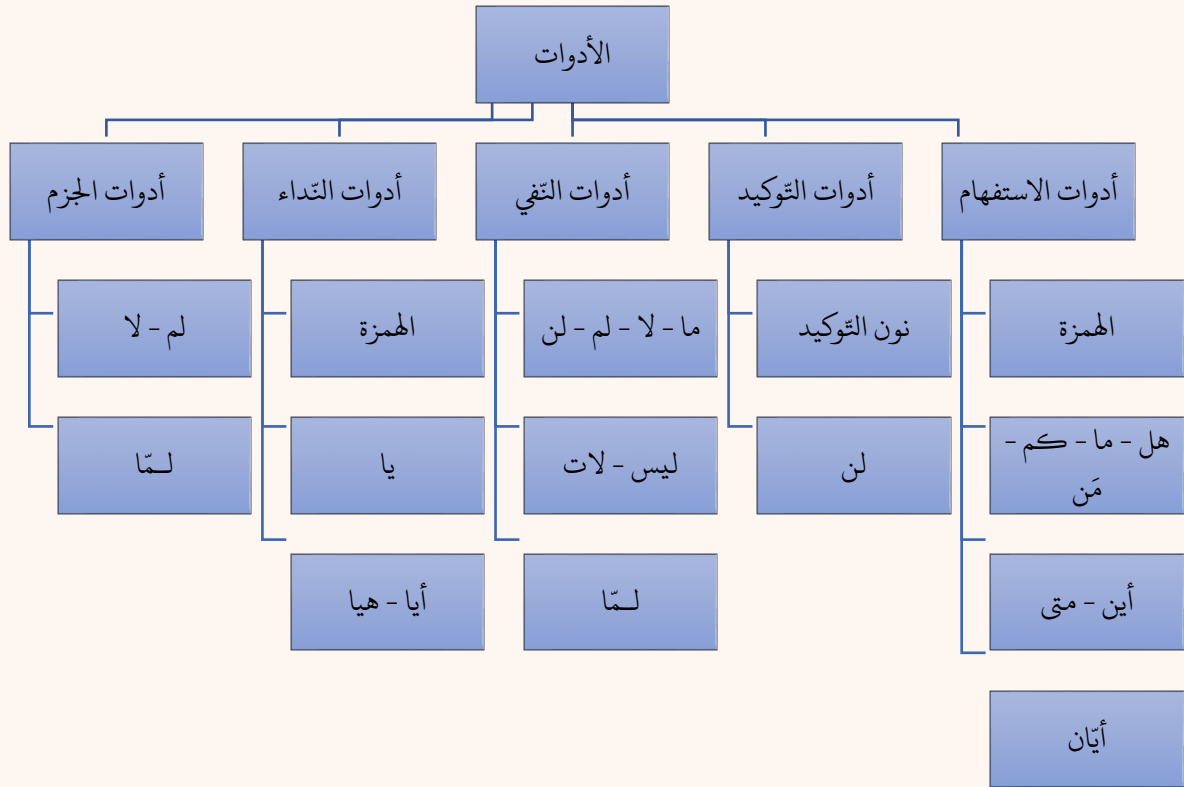 الأدوات
أدوات الاستفهام
أدوات التّوكيد
أدوات النّفي
أدوات النّداء
أدوات الجزم
الهمزة
نون التّوكيد
ما - لا - لم - لن
الهمزة
لم - لا
هل - ما - كم -
مَن
لن
ليس - لات
يا
لــمّا
أين - متى
لــمّا
أيا - هيا
أيّان